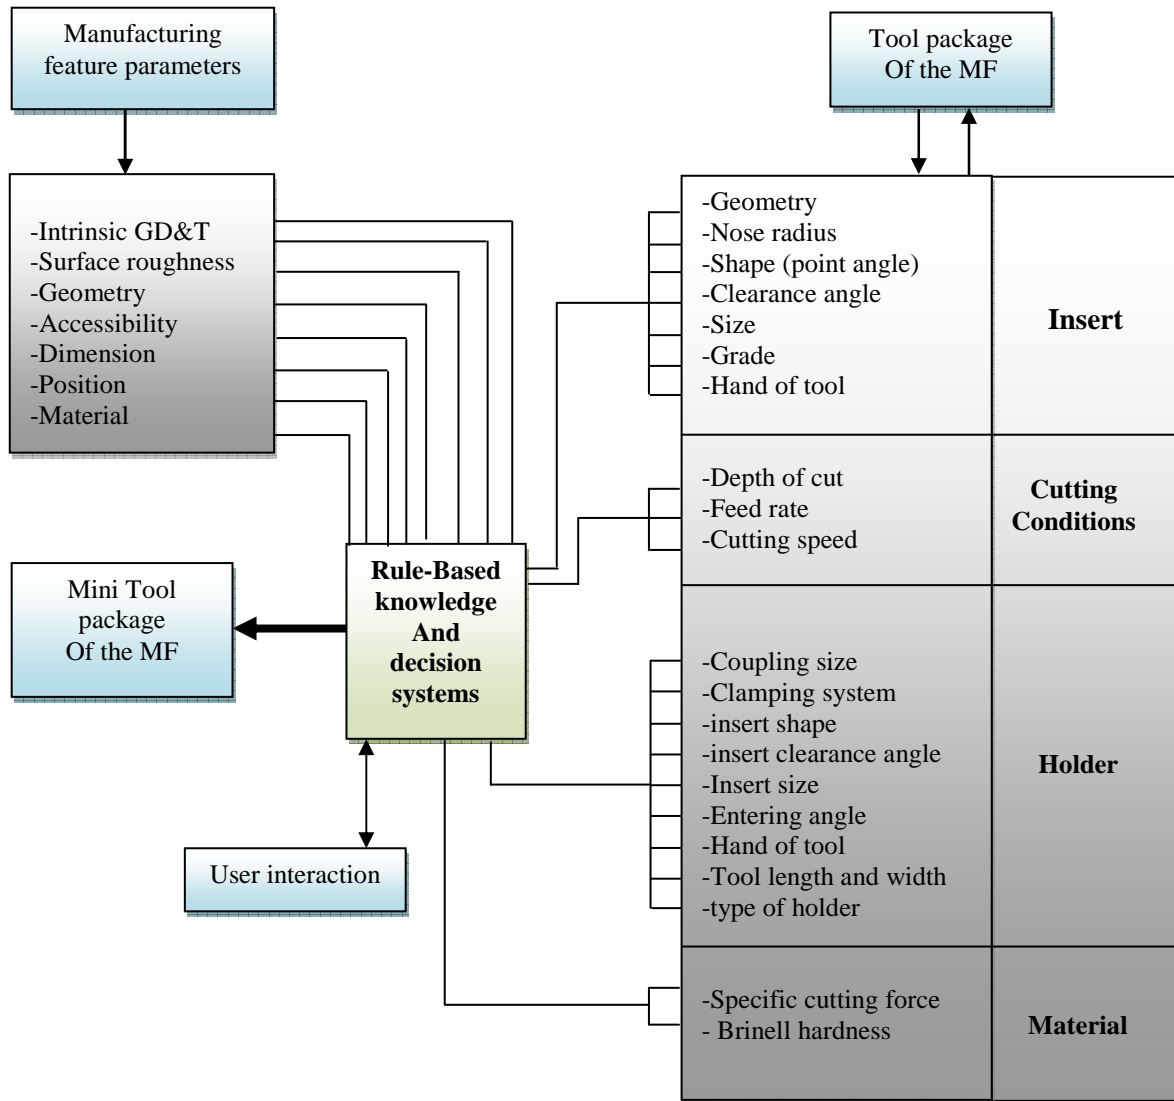 Manufacturing
feature parameters
Tool package
Of the MF
-Intrinsic GD&T
-Surface roughness
-Geometry
-Accessibility
-Dimension
-Position
-Material
-Geometry
-Nose radius
-Shape (point angle)
-Clearance angle
-Size
-Grade
-Hand of tool
Insert
-Depth of cut
-Feed rate
-Cutting speed
Cutting
Conditions
Mini Tool
package
Of the MF
Rule-Based
knowledge
And
decision
systems
-Coupling size
-Clamping system
-insert shape
-insert clearance angle
-Insert size
-Entering angle
-Hand of tool
-Tool length and width
-type of holder
Holder
User interaction
-Specific cutting force
- Brinell hardness
Material